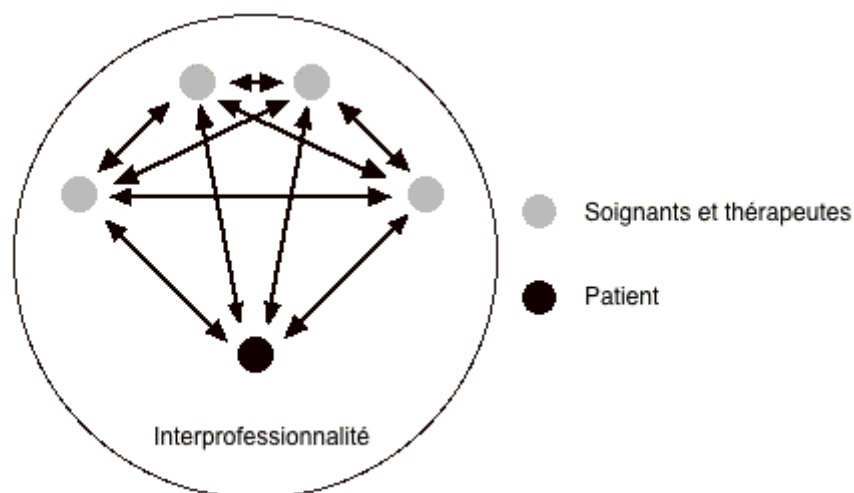 Soignants et thérapeutes
Patient
Interprofessionnalité